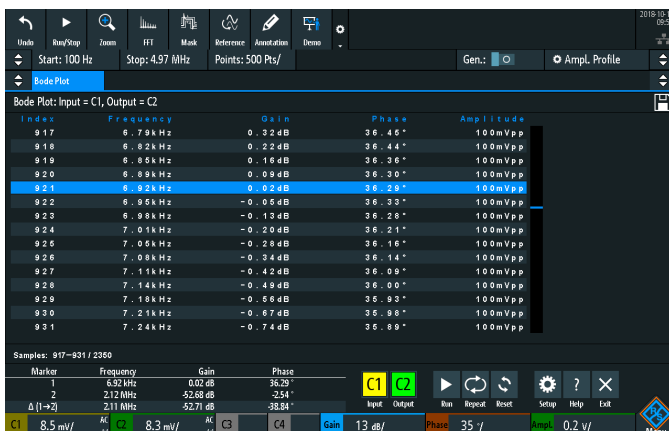 2018-10-1
09:5
Undo Run/Stop Zoom FFT Mask Reference Annotation Demo
Start: 100 Hz Stop: 4.97 MHz Points: 500 Pts/ Gen.: Ampl. Profile
Bode Plot
Bode Plot: Input = C1, Output = C2
Index Frequency Gain Phase Amplitude
917 6.79kHz 0.32dB 36.45° 100mVpp
918 6.82kHz 0.22dB 36.44° 100mVpp
919 6.85kHz 0.16dB 36.36° 100mVpp
920 6.89kHz 0.09dB 36.30° 100mVpp
921 6.92kHz 0.02dB 36.29° 100mVpp
922 6.95kHz -0.05dB 36.33° 100mVpp
923 6.98kHz -0.13dB 36.28° 100mVpp
924 7.01kHz -0.20dB 36.21° 100mVpp
925 7.05kHz -0.28dB 36.16° 100mVpp
926 7.08kHz -0.34dB 36.14° 100mVpp
927 7.11kHz -0.42dB 36.09° 100mVpp
928 7.14kHz -0.49dB 36.00° 100mVpp
929 7.18kHz -0.56dB 35.93° 100mVpp
930 7.21kHz -0.67dB 35.98° 100mVpp
931 7.24kHz -0.74dB 35.89° 100mVpp
Samples: 917-931 / 2350
Marker Frequency Gain Phase
1 6.92 kHz 0.02 dB 36.29 °
2 2.12 MHz -52.68 dB -2.54 °
Δ (1→2) 2.11 MHz -52.71 dB -38.84 °
C1 C2 ?
Input Output Run Repeat Reset Setup Help Exit
C1 8.5 mV/ AC C2 8.3 mV/ AC C3 C4 Gain 13 dB/ Phase 35 °/ Ampl. 0.2 V/
Menu